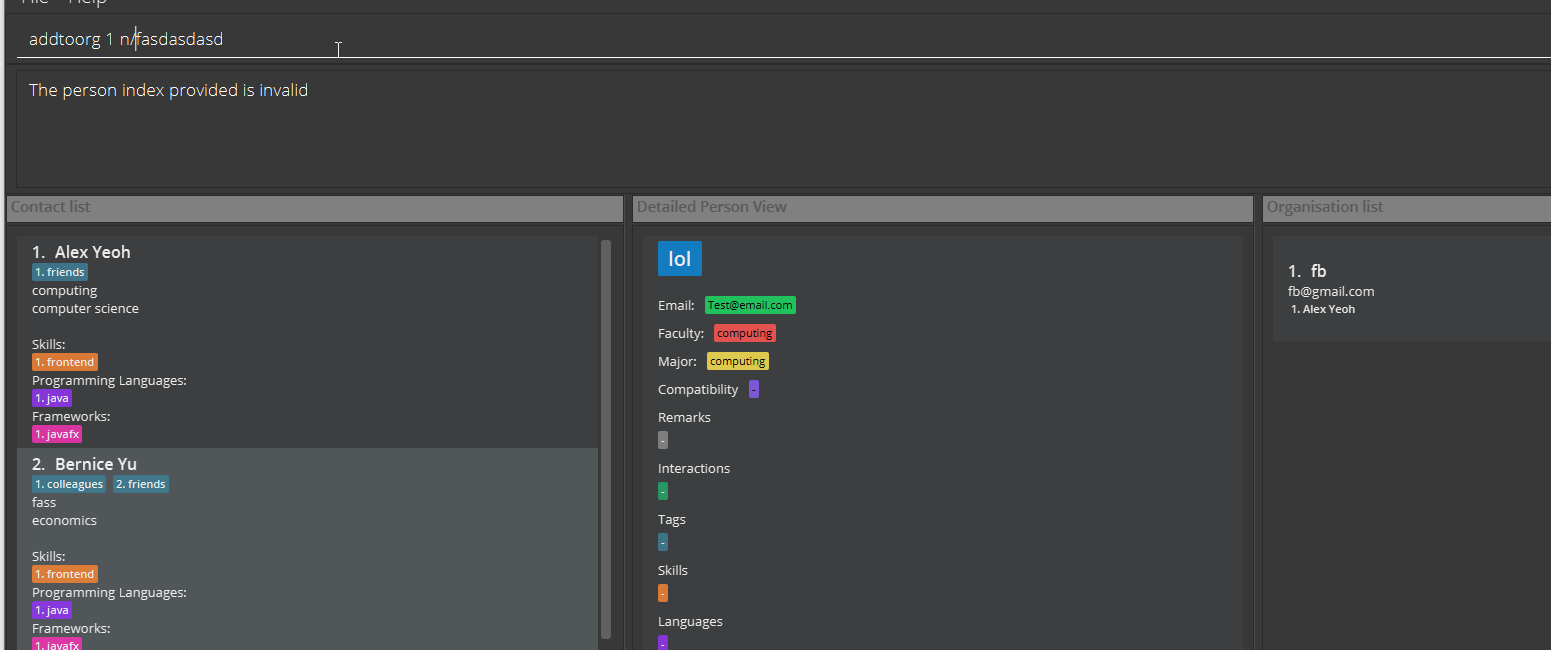 File Help
addtoorg 1 n/fasdasdasd
The person index provided is invalid
Contact list
1. Alex Yeoh
1. friends
computing
computer science
Skills:
1. frontend
Programming Languages:
1. java
Frameworks:
1. javafx
2. Bernice Yu
1. colleagues 2. friends
fass
economics
Skills:
1. frontend
Programming Languages:
1. java
Frameworks:
1. javafx
Detailed Person View
lol
Email: Test@email.com
Faculty: computing
Major: computing
Compatibility -
Remarks
-
Interactions
-
Tags
-
Skills
-
Languages
-
Organisation list
1. fb
fb@gmail.com
1. Alex Yeoh